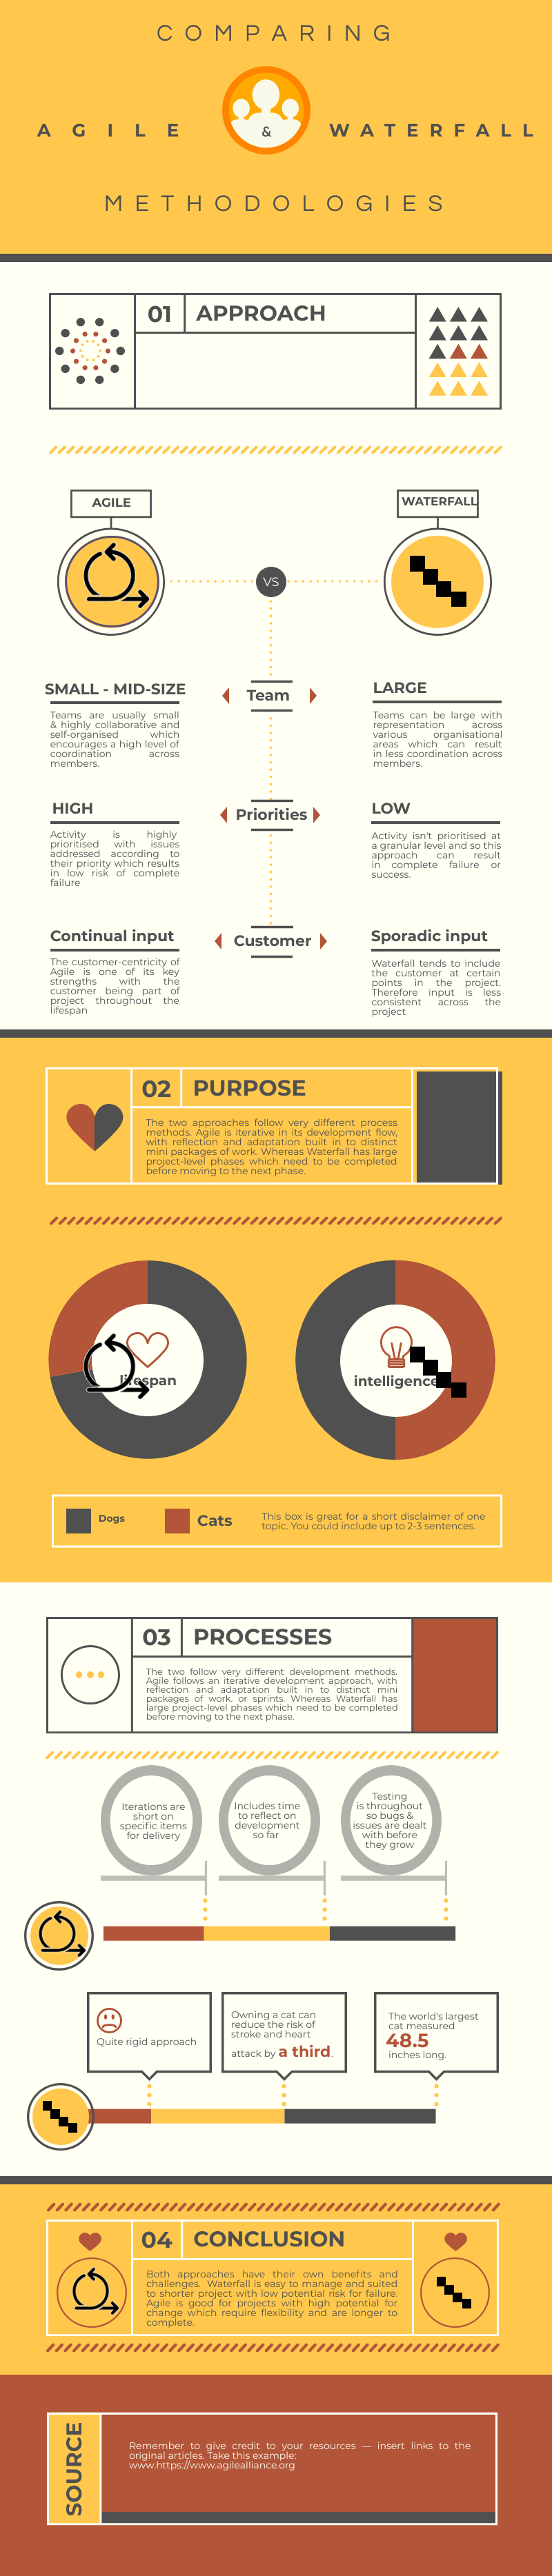 COMPARING
AGILE & WATERFALL
METHODOLOGIES
01 APPROACH
AGILE
WATERFALL
VS
SMALL - MID-SIZE
Teams are usually small
& highly collaborative and
self-organised which
encourages a high level of
coordination across
members.
Team
LARGE
Teams can be large with
representation across
various organisational
areas which can result
in less coordination across
members.
HIGH
Activity is highly
prioritised with issues
addressed according to
their priority which results
in low risk of complete
failure
Priorities
LOW
Activity isn't prioritised at
a granular level and so this
approach can result
in complete failure or
success.
Continual input
The customer-centricity of
Agile is one of its key
strengths with the
customer being part of
project throughout the
lifespan
Customer
Sporadic input
Waterfall tends to include
the customer at certain
points in the project.
Therefore input is less
consistent across the
project
02 PURPOSE
The two approaches follow very different process
methods. Agile is iterative in its development flow,
with reflection and adaptation built in to distinct
mini packages of work. Whereas Waterfall has large
project-level phases which need to be completed
before moving to the next phase.
lifespan
intelligence
Dogs
Cats
This box is great for a short disclaimer of one
topic. You could include up to 2-3 sentences.
03 PROCESSES
The two follow very different development methods.
Agile follows an iterative development approach, with
reflection and adaptation built in to distinct mini
packages of work. or sprints. Whereas Waterfall has
large project-level phases which need to be completed
before moving to the next phase.
Iterations are
short on
specific items
for delivery
Includes time
to reflect on
development
so far
Testing
is throughout
so bugs &
issues are dealt
with before
they grow
Quite rigid approach
Owning a cat can
reduce the risk of
stroke and heart
attack by a third.
The world's largest
cat measured
48.5
inches long.
04 CONCLUSION
Both approaches have their own benefits and
challenges. Waterfall is easy to manage and suited
to shorter project with low potential risk for failure.
Agile is good for projects with high potential for
change which require flexibility and are longer to
complete.
SOURCE
Remember to give credit to your resources — insert links to the
original articles. Take this example:
www.https://www.agilealliance.org